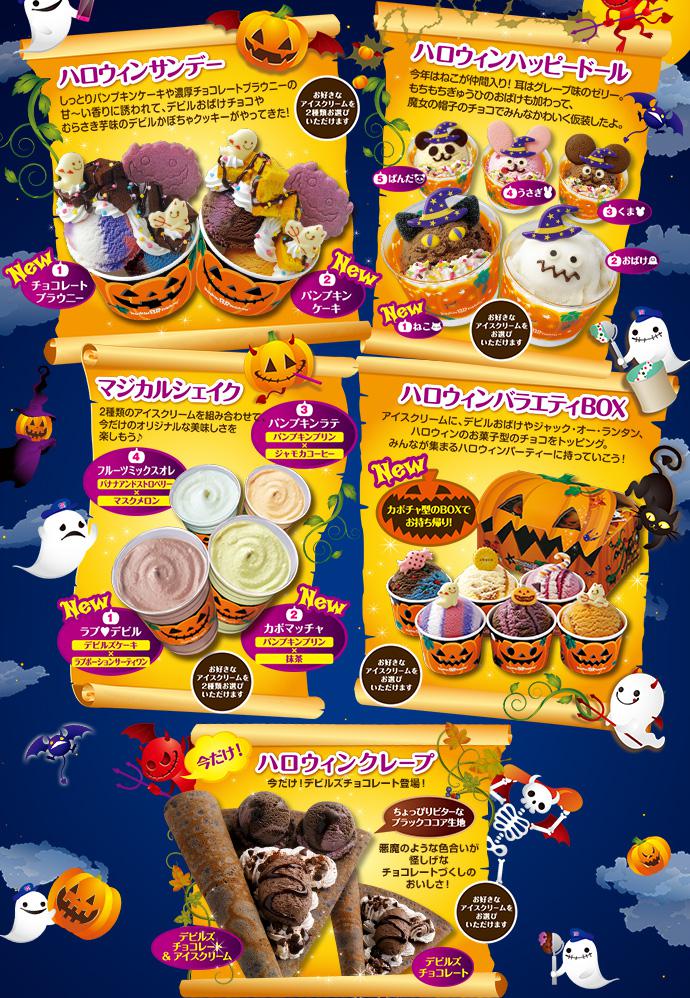 ハロウィンサンデー
しっとりパンプキンケーキや濃厚チョコレートブラウニーの
甘〜い香りに誘われて、デビルおばけチョコや
むらさき芋味のデビルかぼちゃクッキーがやってきた!
お好きな
アイスクリームを
2種類お選び
いただけます
New
1
チョコレート
ブラウニー
New
2
パンプキン
ケーキ
ハロウィンハッピードール
今年はねこが仲間入り! 耳はグレープ味のゼリー。
もちもちぎゅうひのおばけも加わって、
魔女の帽子のチョコでみんなかわいく仮装したよ。
5 ぱんだ
4 うさぎ
3 くま
2 おばけ
New
1 ねこ
お好きな
アイスクリームを
お選び
いただけます
マジカルシェイク
2種類のアイスクリームを組み合わせて
今だけのオリジナルな美味しさを
楽しもう♪
3
パンプキンラテ
パンプキンプリン
×
ジャモカコーヒー
4
フルーツミックスオレ
バナナアンドストロベリー
×
マスクメロン
New
1
ラブ♥デビル
デビルズケーキ
×
ラブポーションサーティワン
New
2
カボマッチャ
パンプキンプリン
×
抹茶
お好きな
アイスクリームを
2種類お選び
いただけます
ハロウィンバラエティBOX
アイスクリームに、デビルおばけやジャック・オー・ランタン、
ハロウィンのお菓子型のチョコをトッピング。
みんなが集まるハロウィンパーティーに持っていこう!
New
カボチャ型のBOXで
お持ち帰り!
お好きな
アイスクリームを
お選び
いただけます
今だけ!
ハロウィンクレープ
今だけ!デビルズチョコレート登場!
ちょっぴりビターな
ブラックココア生地
悪魔のような色合いが
怪しげな
チョコレートづくしの
おいしさ!
お好きな
アイスクリームを
お選び
いただけます
デビルズ
チョコレート
&アイスクリーム
デビルズ
チョコレート